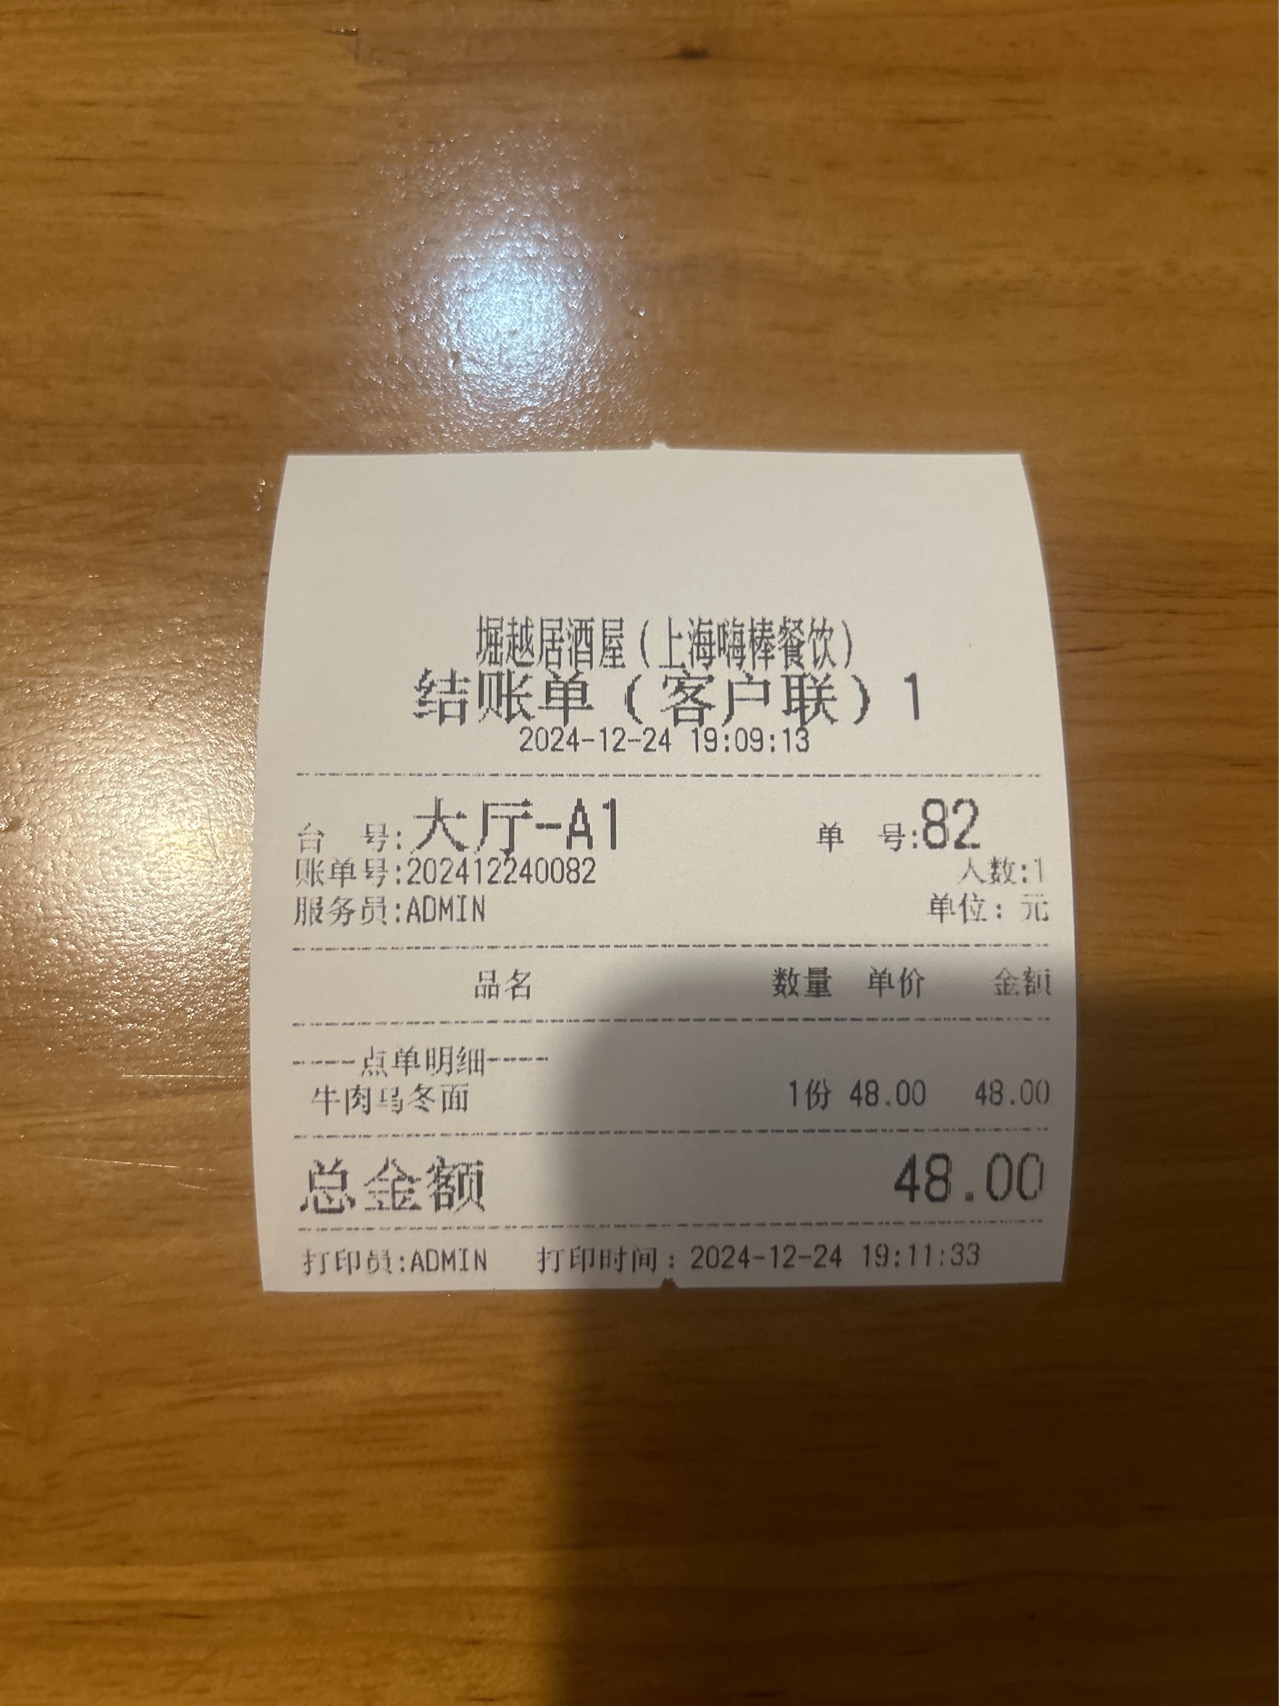 堀越居酒屋（上海嗨棒餐饮）
结账单（客户联）1
2024-12-24 19:09:13
台 号:大厅-A1 单 号:82
账单号:202412240082 人数:1
服务员:ADMIN 单位：元
品名 数量 单价 金额
----点单明细----
牛肉乌冬面 1份 48.00 48.00
总金额 48.00
打印员:ADMIN 打印时间：2024-12-24 19:11:33